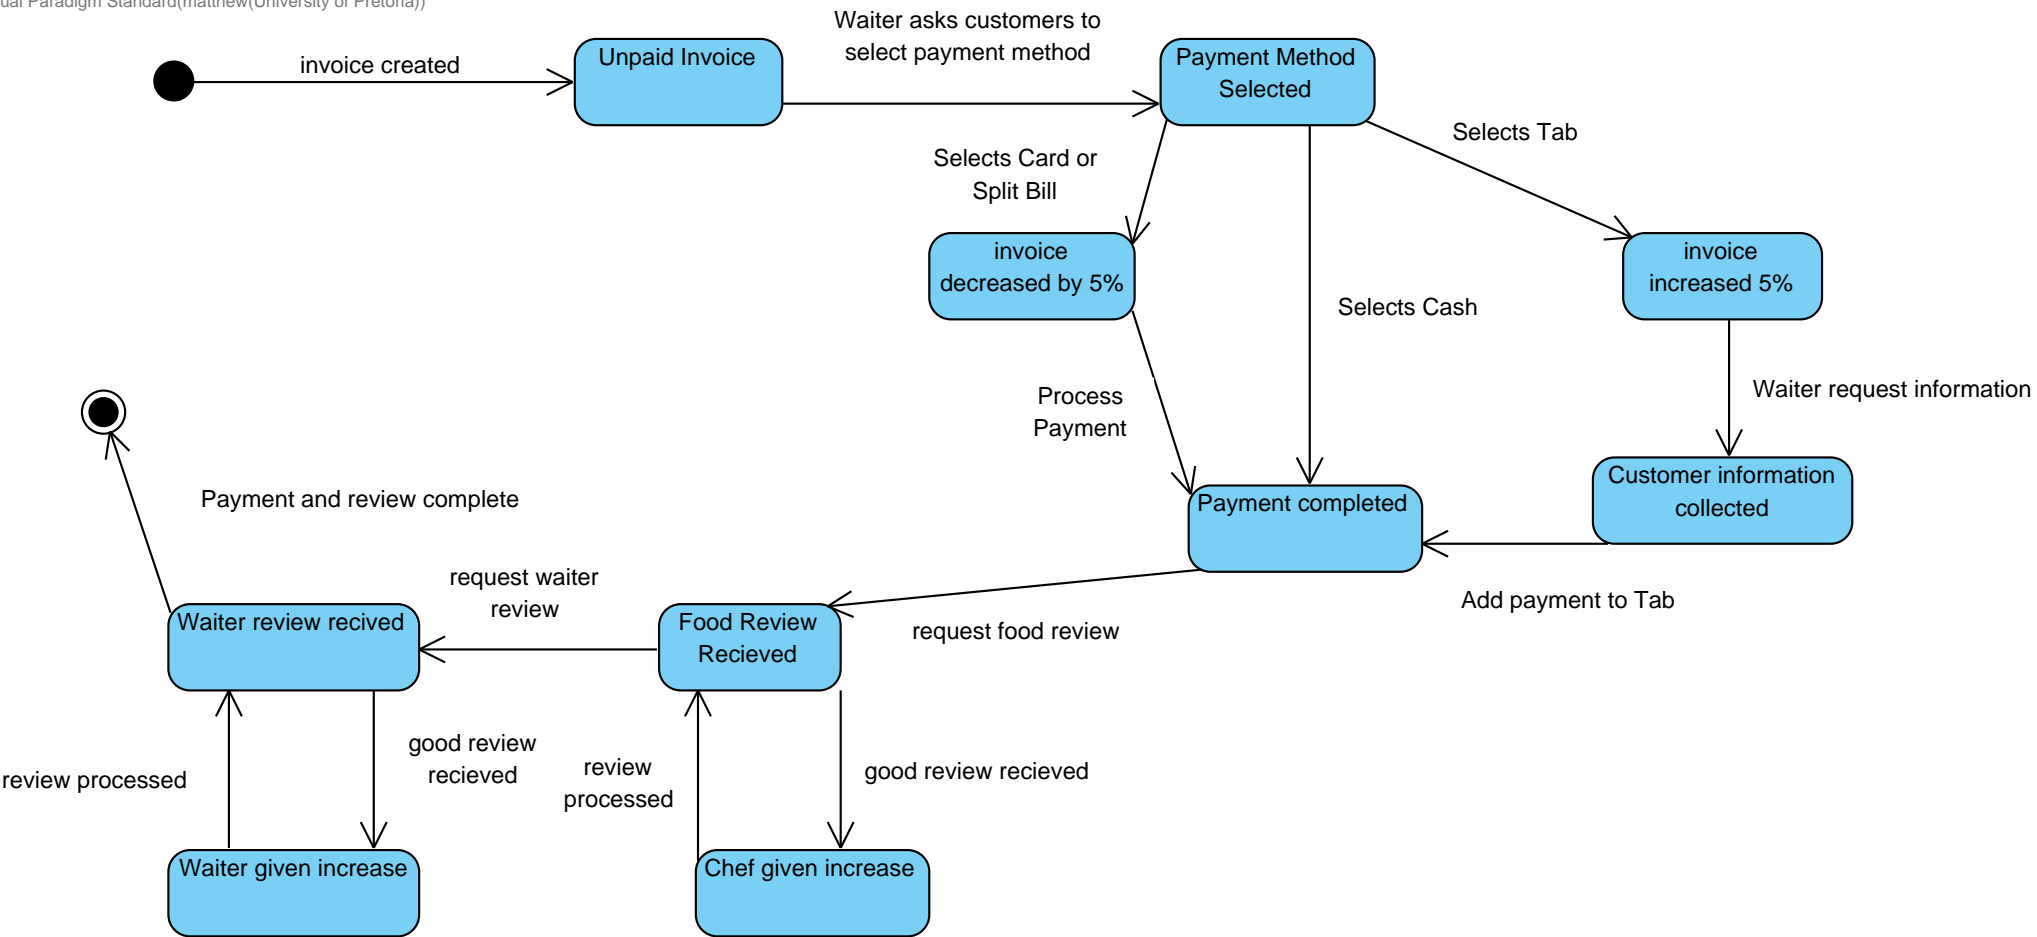 ual Paradigm Standard(matthew(University of Pretoria))
Waiter asks customers to
select payment method
invoice created
Unpaid Invoice
Payment Method
Selected
Selects Tab
Selects Card or
Split Bill
invoice
decreased by 5%
invoice
increased 5%
Selects Cash
Process
Payment
Waiter request information
Customer information
collected
Payment completed
Payment and review complete
Add payment to Tab
request waiter
review
request food review
Waiter review recived
Food Review
Recieved
good review
recieved
review processed
review
processed
good review recieved
Waiter given increase
Chef given increase